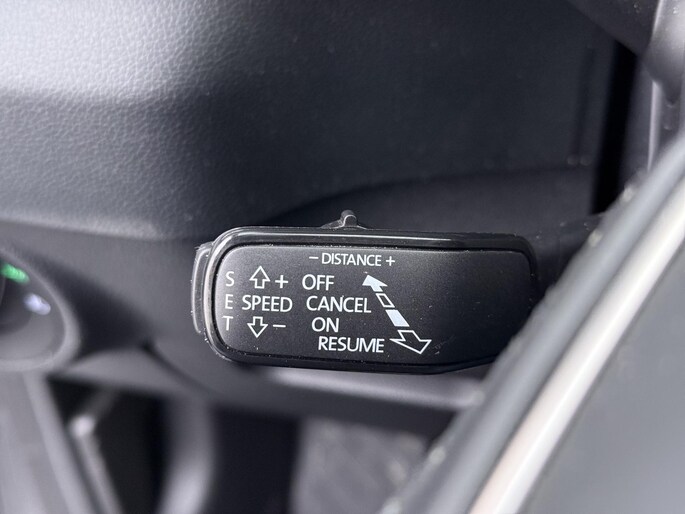 − DISTANCE +
S + OFF
E SPEED CANCEL
T − ON
RESUME